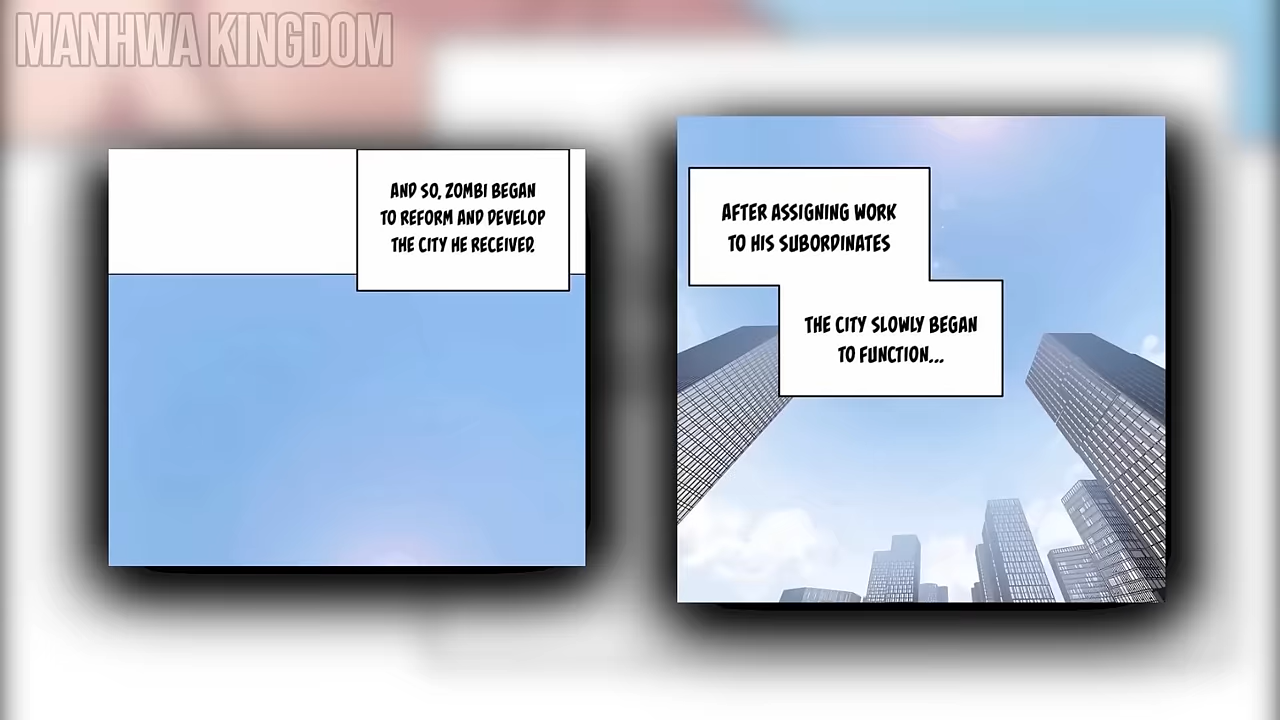 MANHWA KINGDOM
AND SO, ZOMBI BEGAN
TO REFORM AND DEVELOP
THE CITY HE RECEIVED.
AFTER ASSIGNING WORK
TO HIS SUBORDINATES
THE CITY SLOWLY BEGAN
TO FUNCTION...